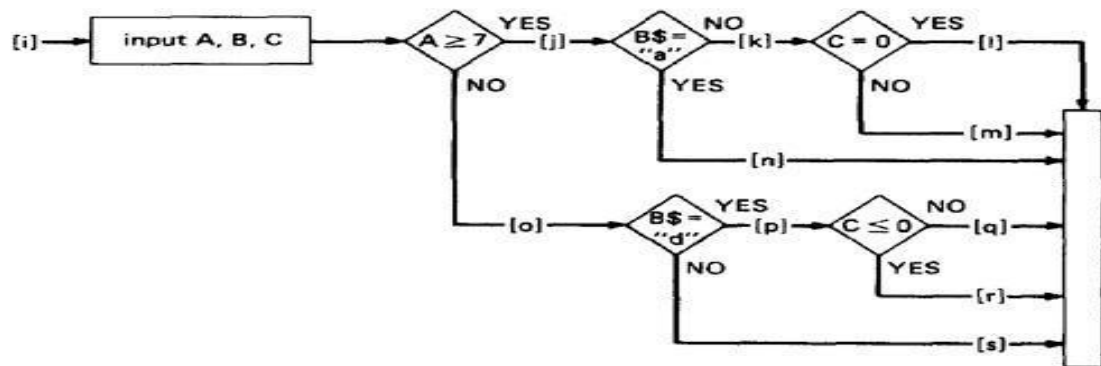 [i] input A, B, C A ≥ 7 YES [j] B$ = "a" NO [k] C = 0 YES [l]
NO YES NO
[m]
[n]
[o] B$ = "d" YES [p] C ≤ 0 NO [q]
NO YES
[r]
[s]